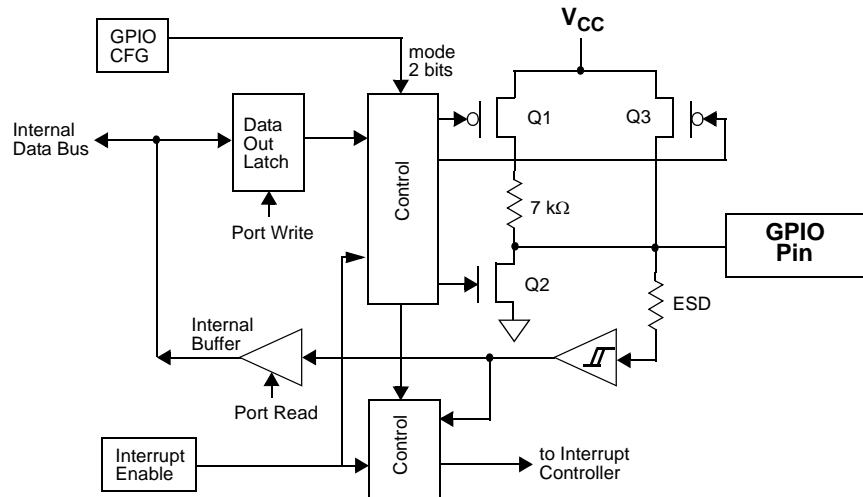 GPIO
CFG
mode
2 bits
VCC
Internal
Data Bus
Data
Out
Latch
Control
Q1
Q3
Port Write
7 kΩ
GPIO
Pin
Q2
ESD
Internal
Buffer
Port Read
Interrupt
Enable
Control
to Interrupt
Controller